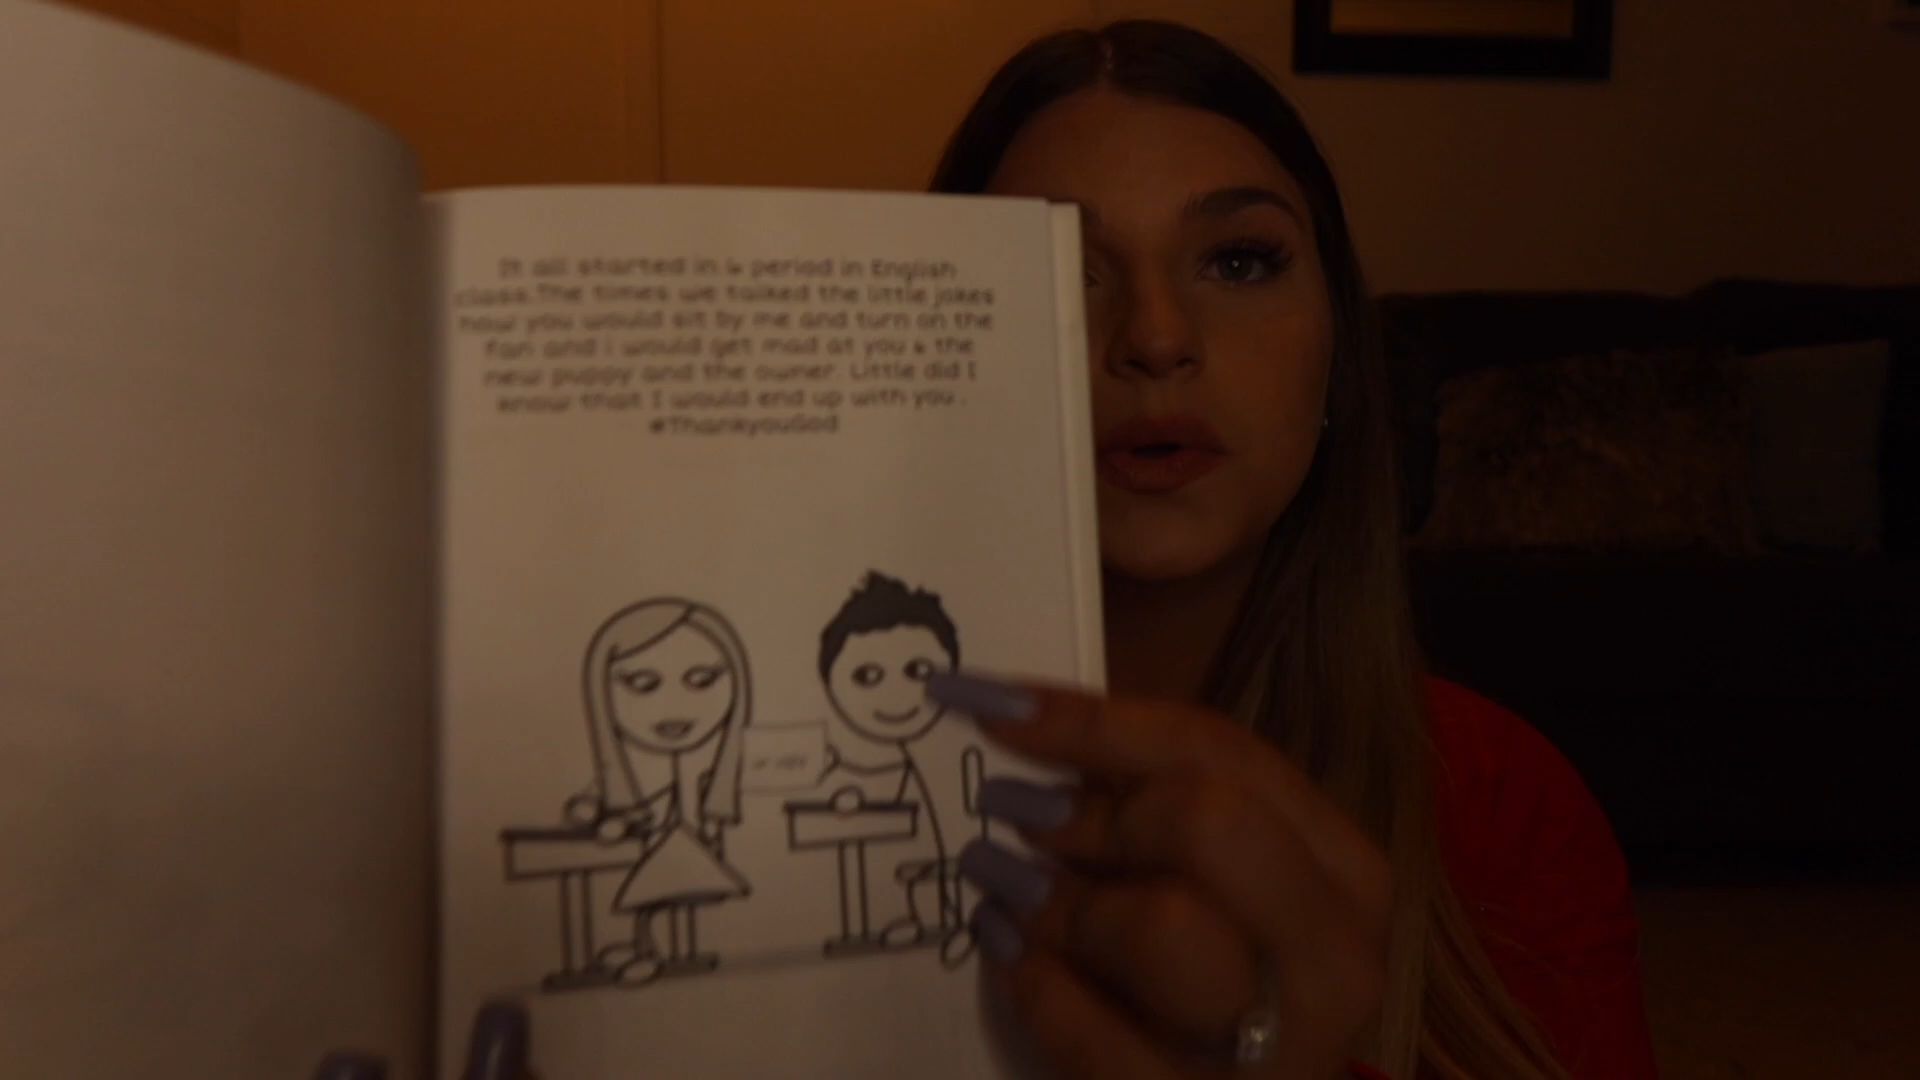 It all started in 6 period in English
class.The times we talked the little jokes
how you would sit by me and turn on the
fan and i would get mad at you & the
new puppy and the owner. Little did I
know that I would end up with you .
#ThankyouGod